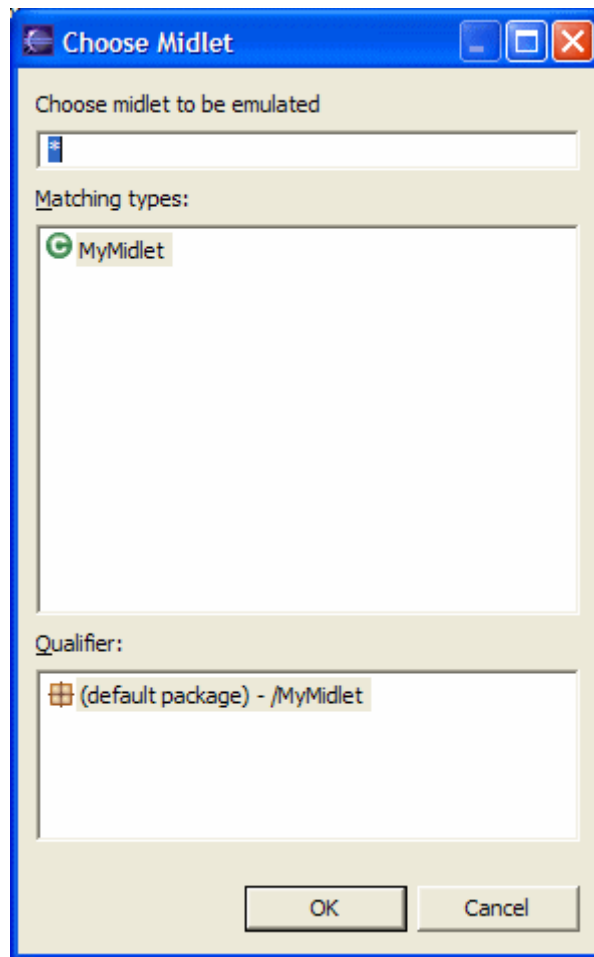 Choose Midlet
Choose midlet to be emulated
*
Matching types:
MyMidlet
Qualifier:
(default package) - /MyMidlet
OK Cancel